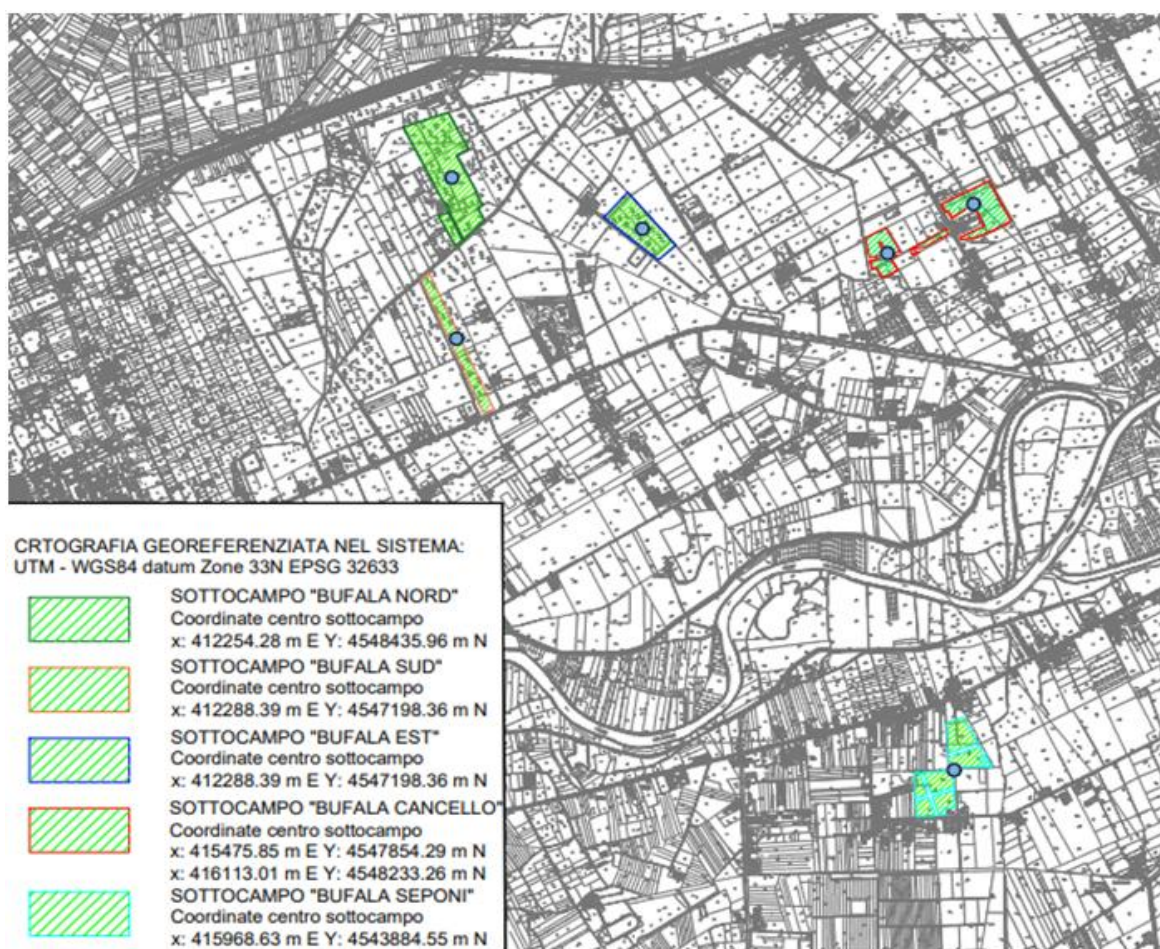 CRTOGRAFIA GEOREFERENZIATA NEL SISTEMA:
UTM - WGS84 datum Zone 33N EPSG 32633
SOTTOCAMPO "BUFALA NORD"
Coordinate centro sottocampo
x: 412254.28 m E Y: 4548435.96 m N
SOTTOCAMPO "BUFALA SUD"
Coordinate centro sottocampo
x: 412288.39 m E Y: 4547198.36 m N
SOTTOCAMPO "BUFALA EST"
Coordinate centro sottocampo
x: 412288.39 m E Y: 4547198.36 m N
SOTTOCAMPO "BUFALA CANCELLO"
Coordinate centro sottocampo
x: 415475.85 m E Y: 4547854.29 m N
x: 416113.01 m E Y: 4548233.26 m N
SOTTOCAMPO "BUFALA SEPONI"
Coordinate centro sottocampo
x: 415968.63 m E Y: 4543884.55 m N